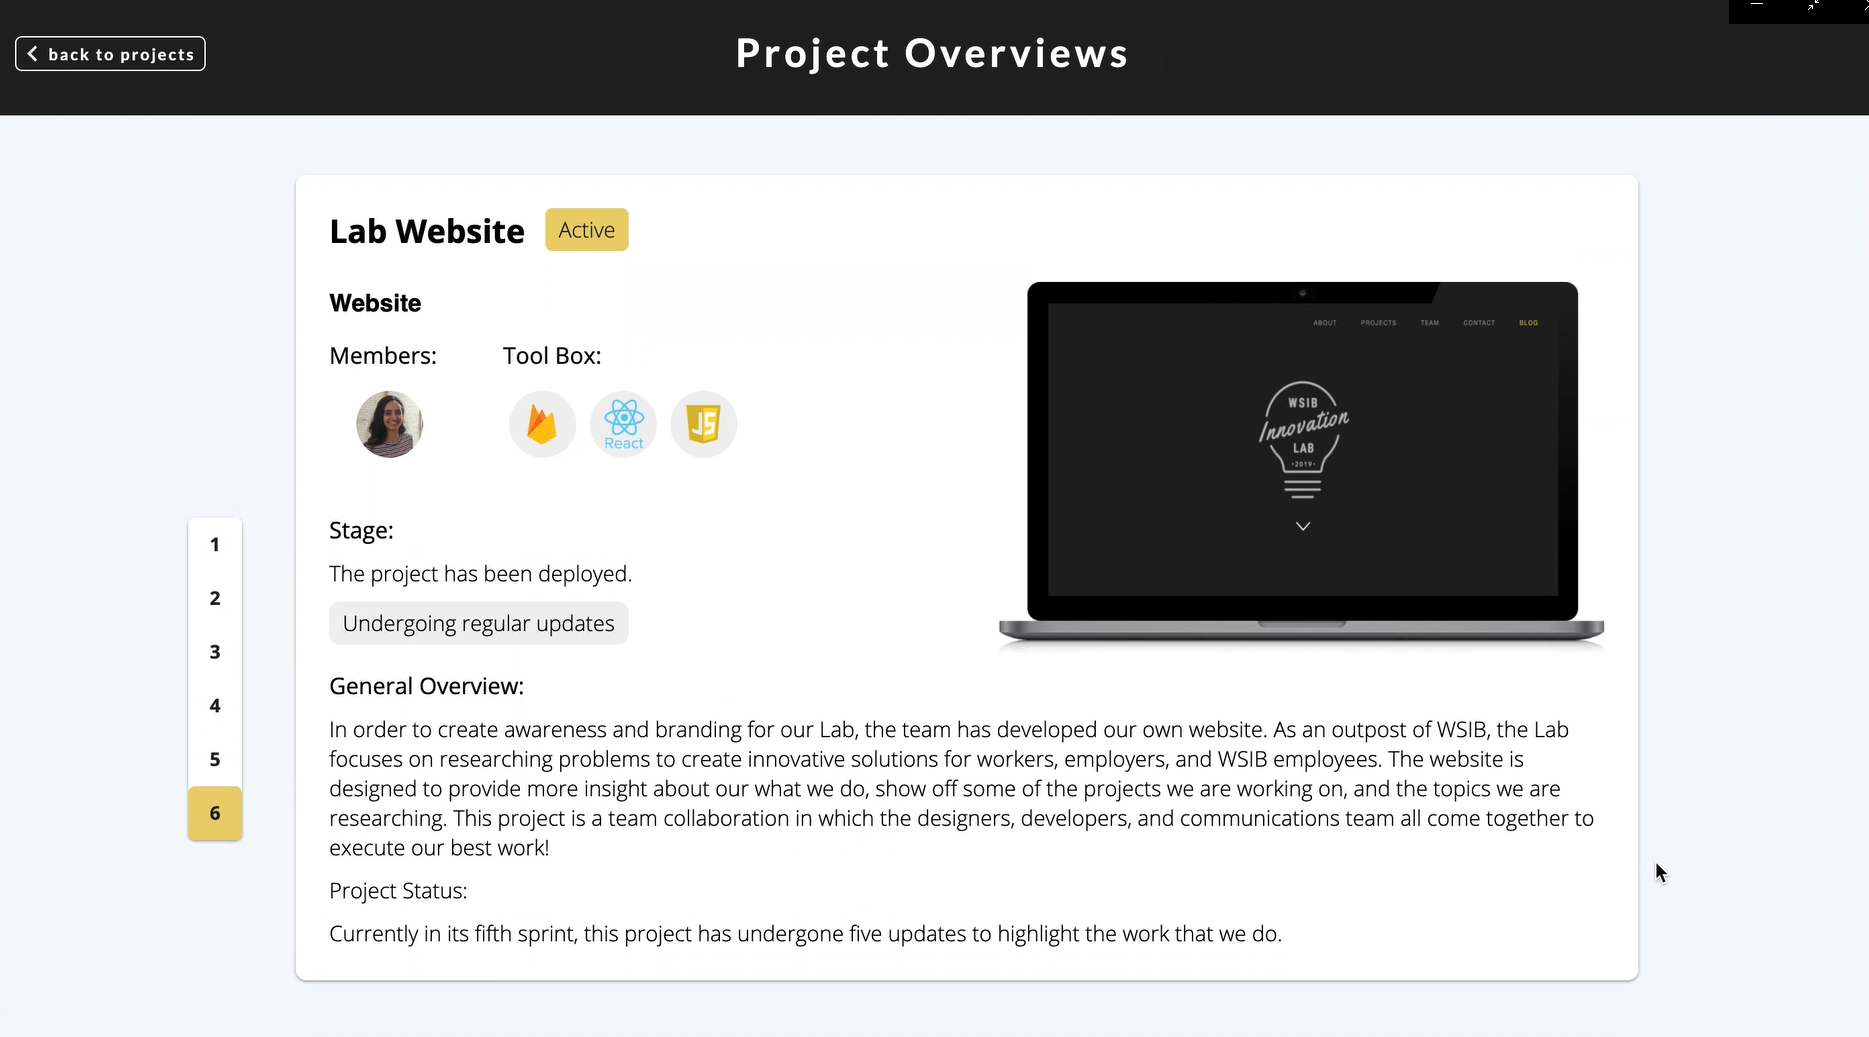 back to projects
Project Overviews
Lab Website
Active
Website
Members:
Tool Box:
React
JS
Stage:
The project has been deployed.
Undergoing regular updates
ABOUT
PROJECTS
TEAM
CONTACT
BLOG
WSIB
Innovation
LAB
·2019·
1
2
3
4
5
6
General Overview:
In order to create awareness and branding for our Lab, the team has developed our own website. As an outpost of WSIB, the Lab
focuses on researching problems to create innovative solutions for workers, employers, and WSIB employees. The website is
designed to provide more insight about our what we do, show off some of the projects we are working on, and the topics we are
researching. This project is a team collaboration in which the designers, developers, and communications team all come together to
execute our best work!
Project Status:
Currently in its fifth sprint, this project has undergone five updates to highlight the work that we do.